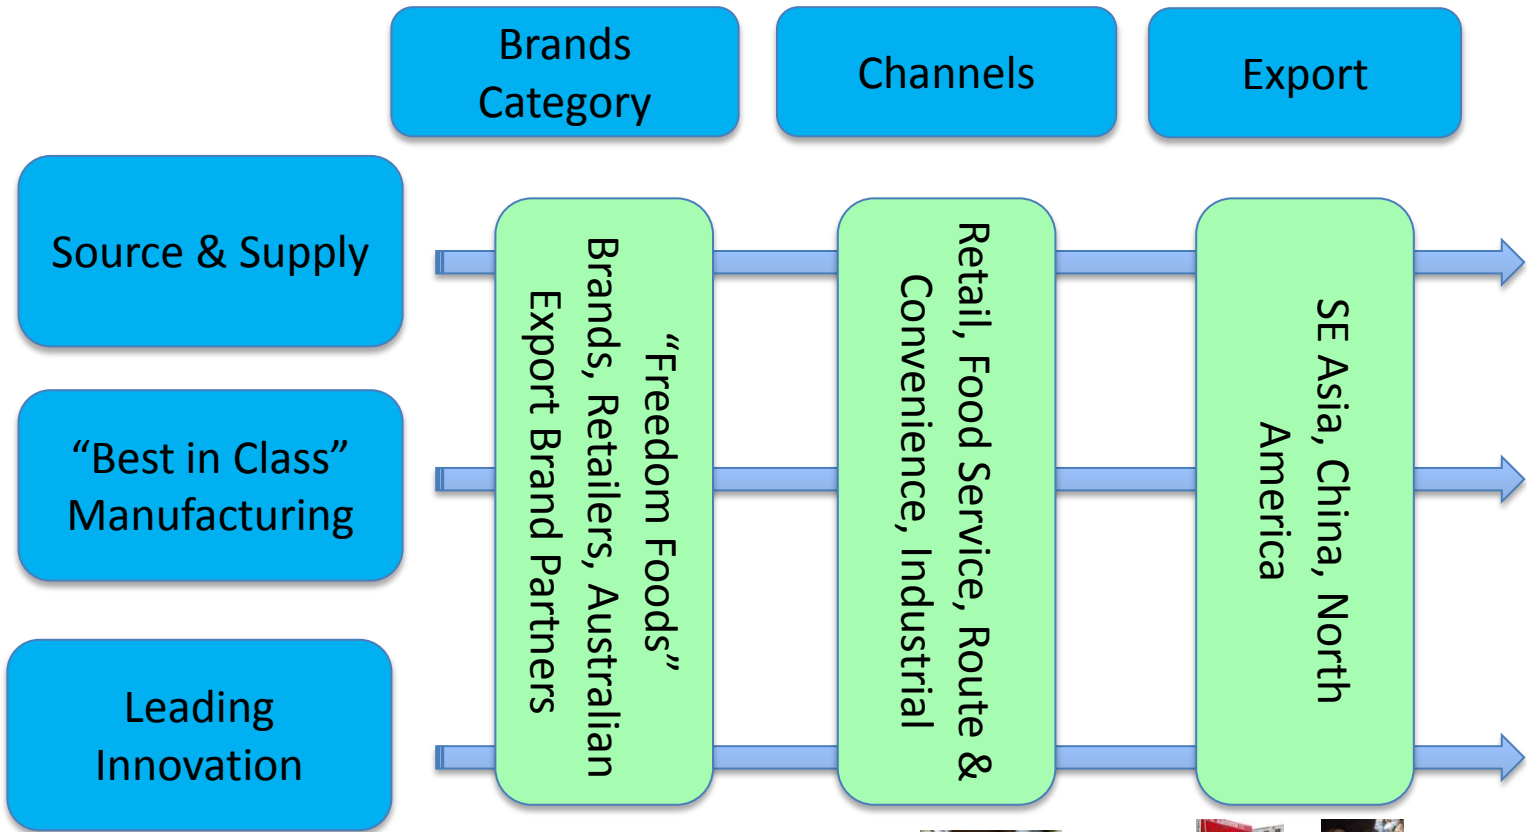 Brands
Category
Channels
Export
Source & Supply
“Best in Class”
Manufacturing
Leading
Innovation
“Freedom Foods”
Brands, Retailers, Australian
Export Brand Partners
Retail, Food Service, Route &
Convenience, Industrial
SE Asia, China, North
America